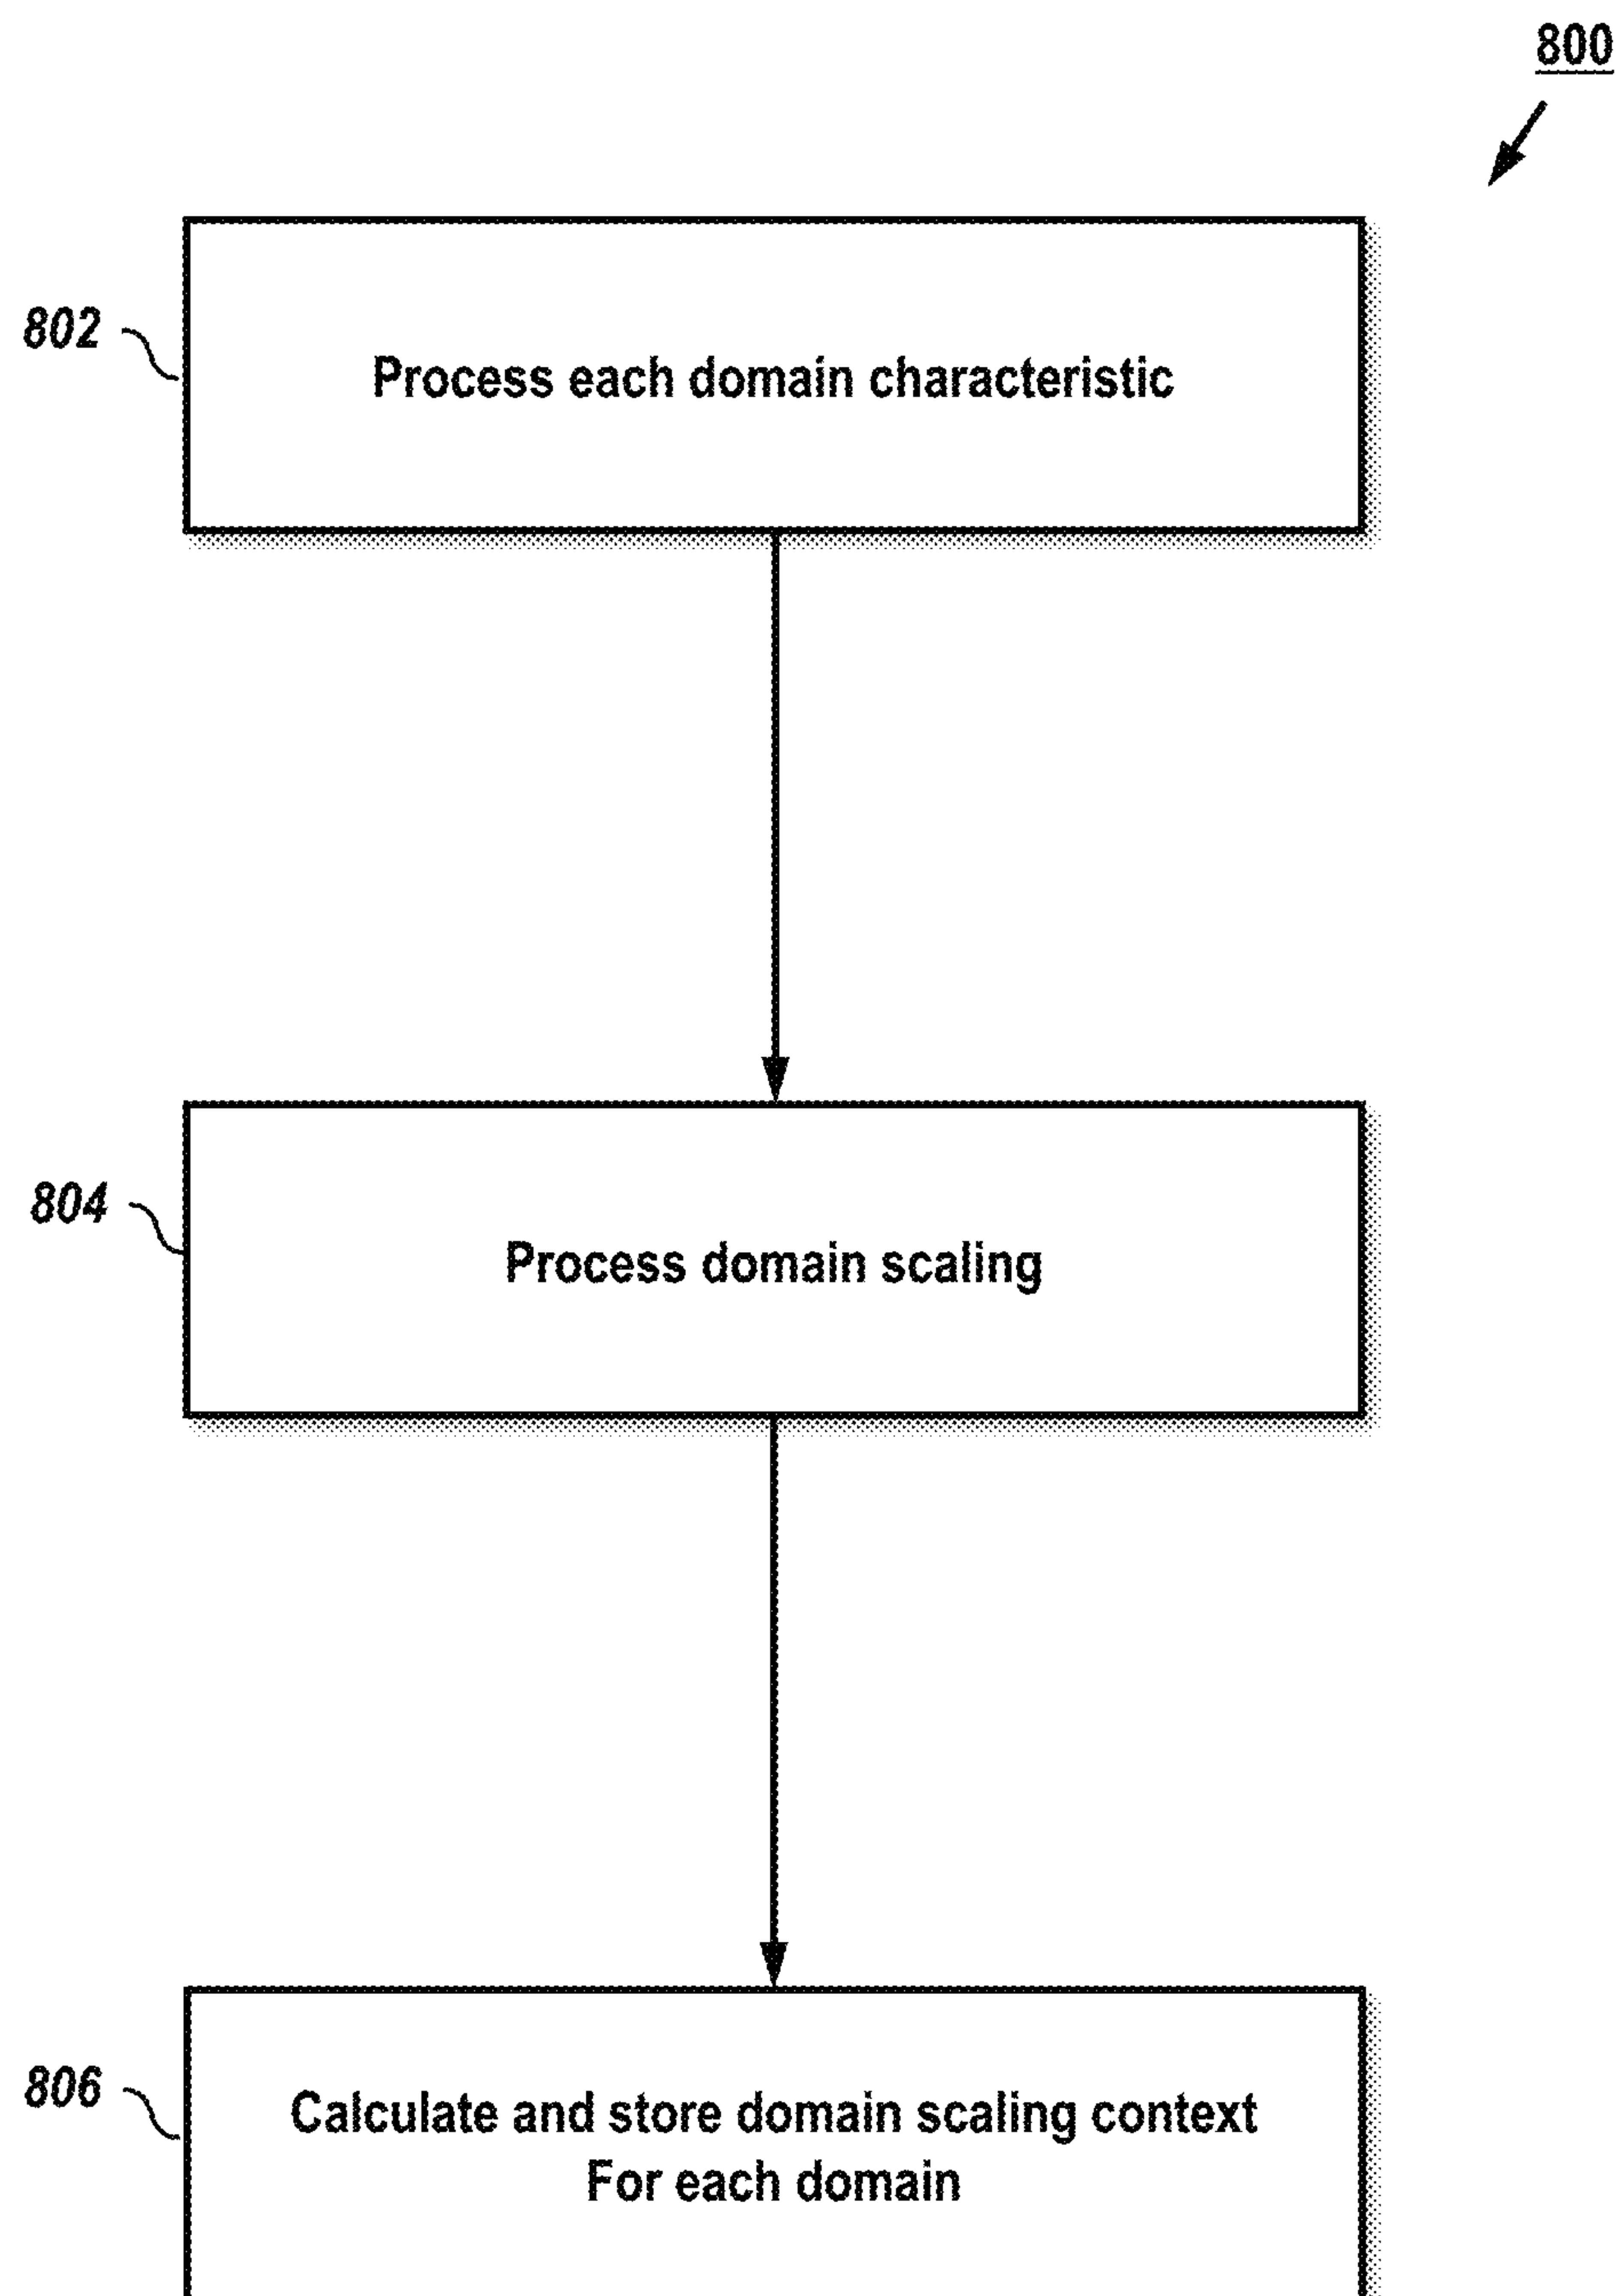 800
802
Process each domain characteristic
804
Process domain scaling
806
Calculate and store domain scaling context
For each domain